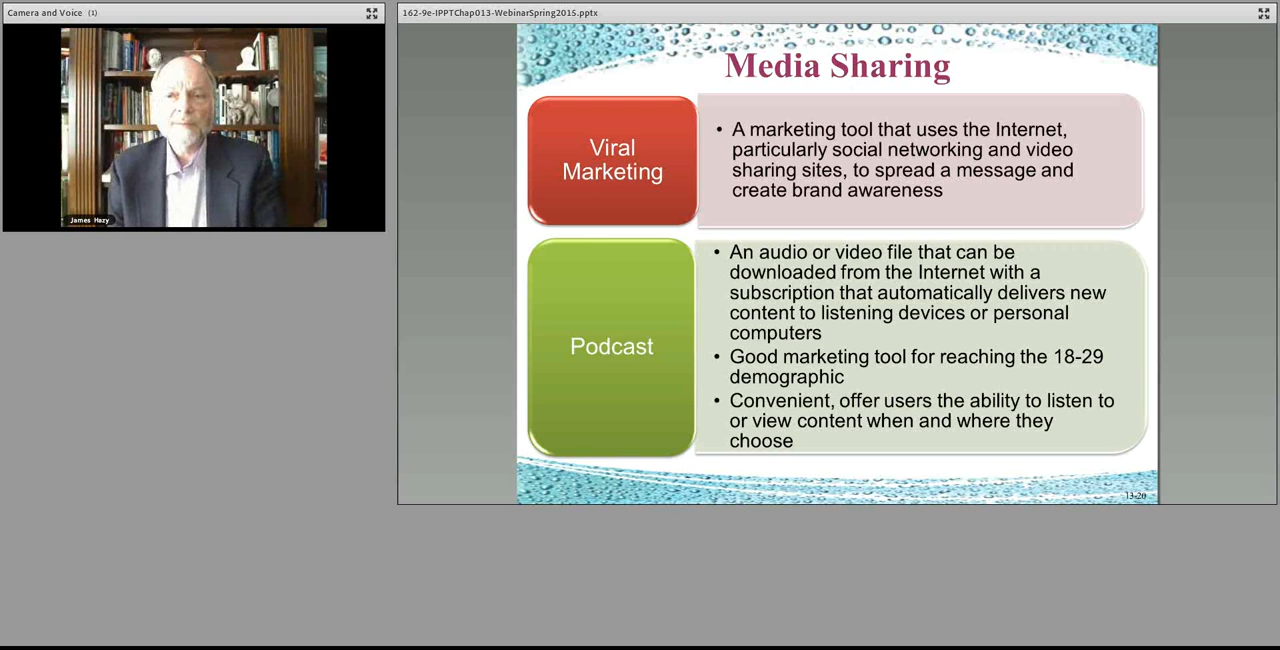 Camera and Voice (1)
James Hazy
162-9e-IPPTChap013-WebinarSpring2015.pptx
Media Sharing
Viral
Marketing
• A marketing tool that uses the Internet,
particularly social networking and video
sharing sites, to spread a message and
create brand awareness
Podcast
• An audio or video file that can be
downloaded from the Internet with a
subscription that automatically delivers new
content to listening devices or personal
computers
• Good marketing tool for reaching the 18-29
demographic
• Convenient, offer users the ability to listen to
or view content when and where they
choose
13-20